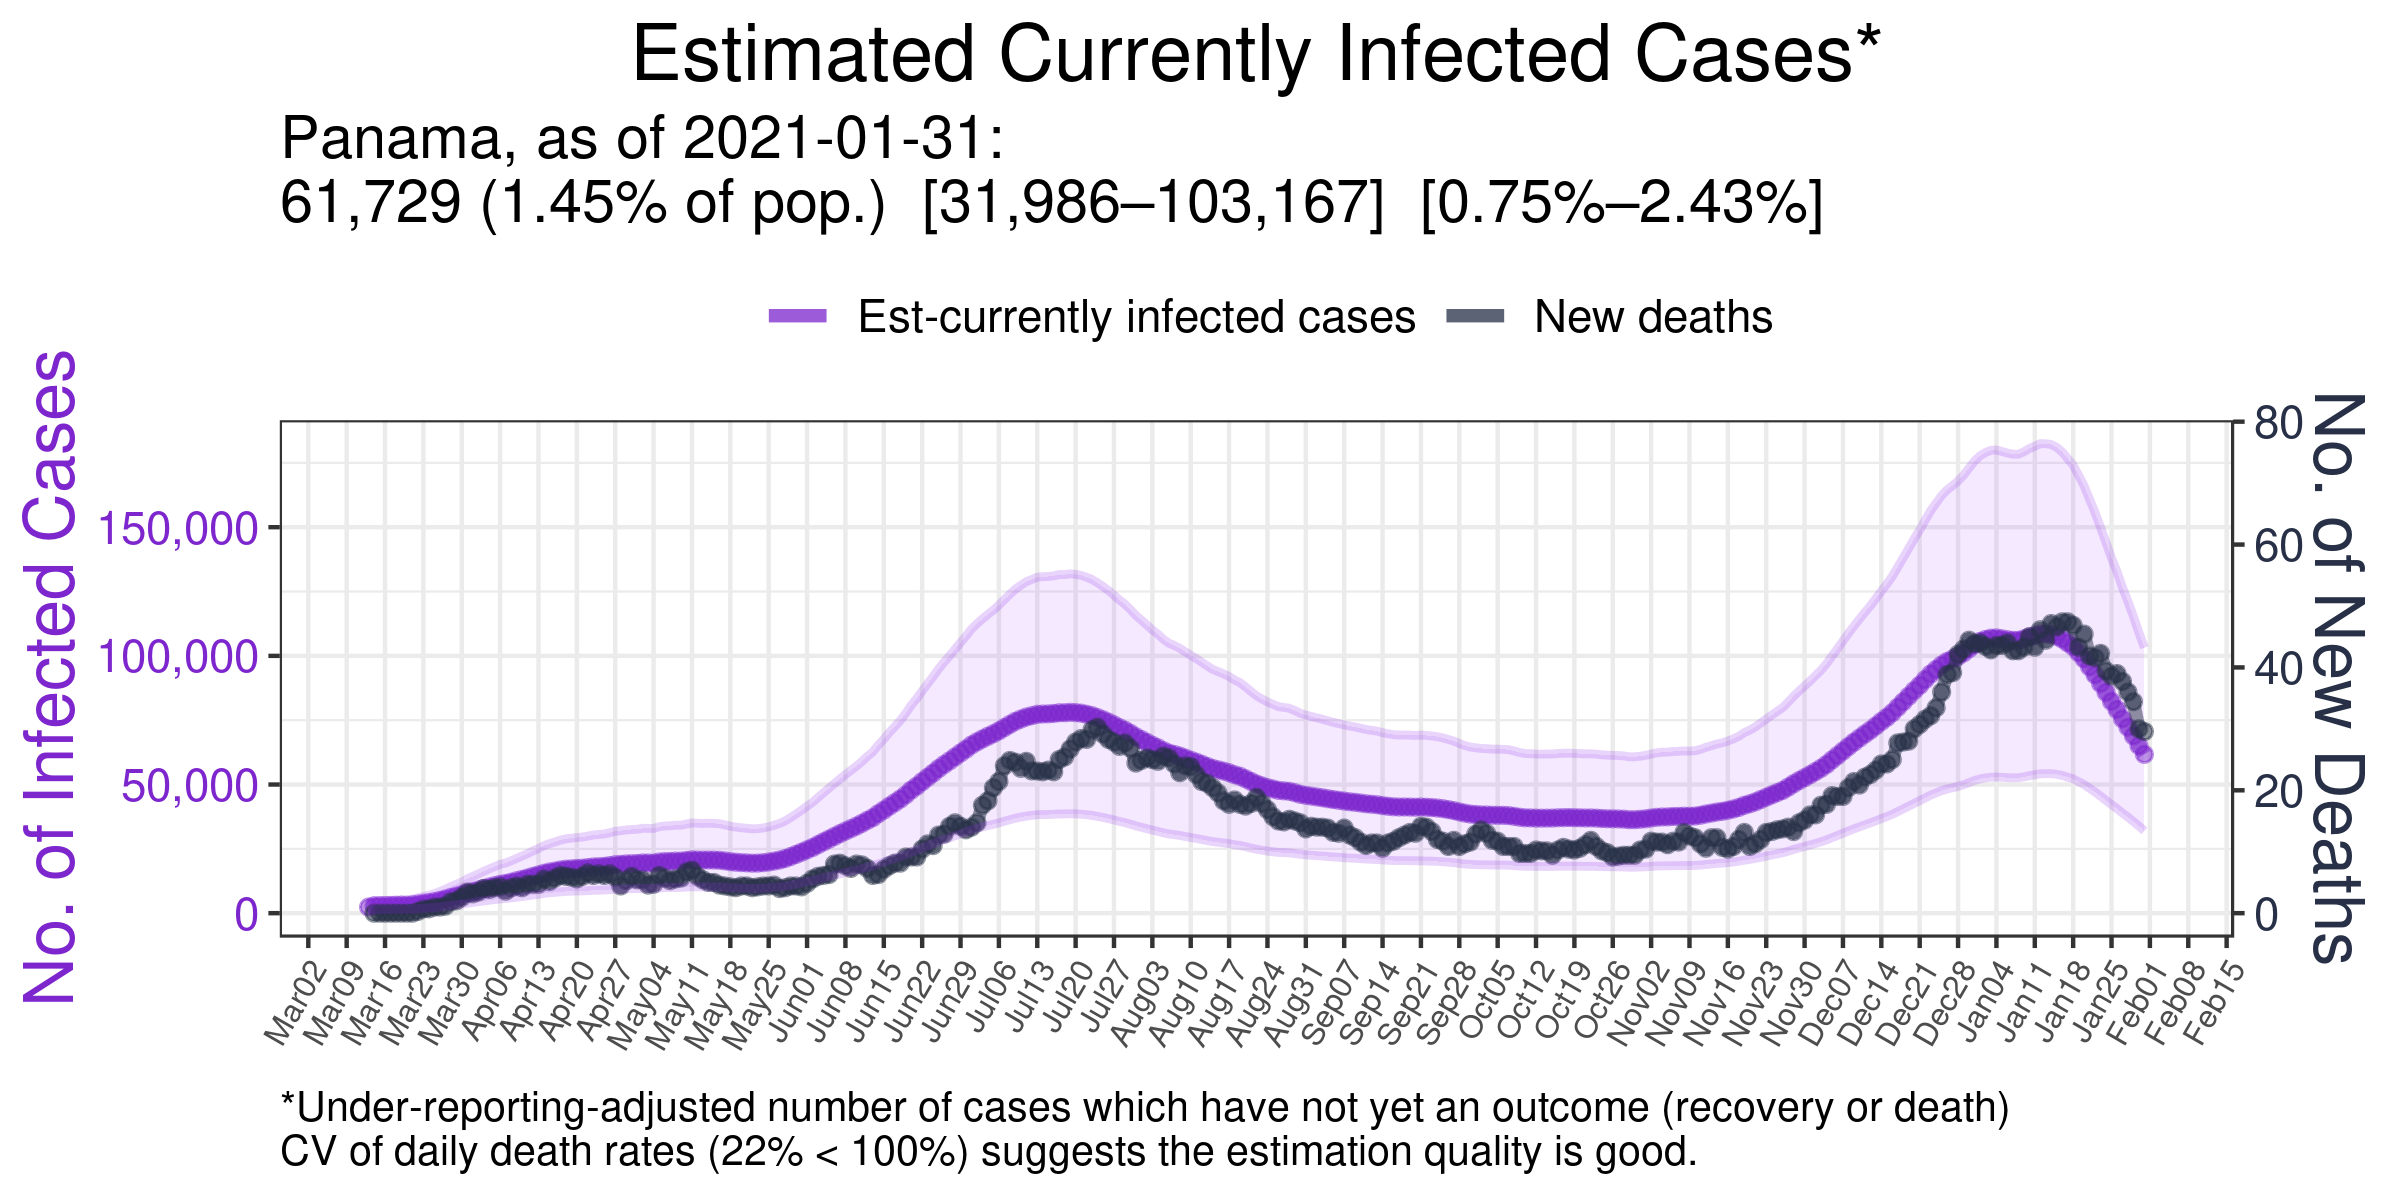 Estimated Currently Infected Cases*
Panama, as of 2021-01-31:
61,729 (1.45% of pop.) [31,986–103,167] [0.75%–2.43%]
Est-currently infected cases New deaths
No. of Infected Cases
150,000
100,000
50,000
0
80
60
40
20
0
No. of New Deaths
Mar02 Mar09 Mar16 Mar23 Mar30 Apr06 Apr13 Apr20 Apr27 May04 May11 May18 May25 Jun01 Jun08 Jun15 Jun22 Jun29 Jul06 Jul13 Jul20 Jul27 Aug03 Aug10 Aug17 Aug24 Aug31 Sep07 Sep14 Sep21 Sep28 Oct05 Oct12 Oct19 Oct26 Nov02 Nov09 Nov16 Nov23 Nov30 Dec07 Dec14 Dec21 Dec28 Jan04 Jan11 Jan18 Jan25 Feb01 Feb08 Feb15
*Under-reporting-adjusted number of cases which have not yet an outcome (recovery or death)
CV of daily death rates (22% < 100%) suggests the estimation quality is good.